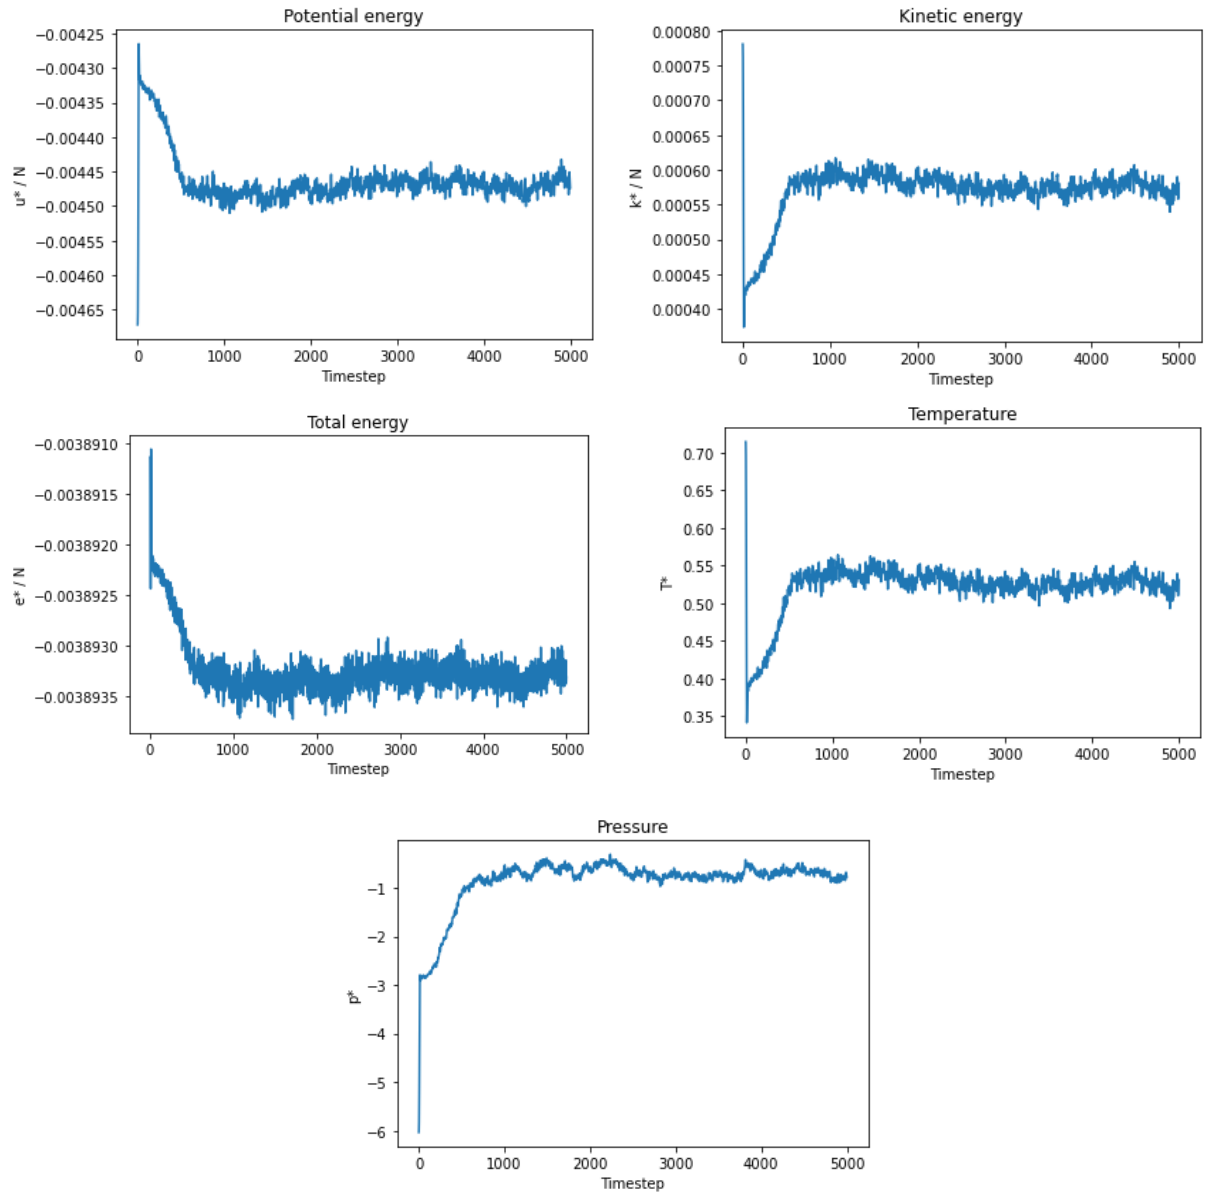 Potential energy
u* / N
−0.00425
−0.00430
−0.00435
−0.00440
−0.00445
−0.00450
−0.00455
−0.00460
−0.00465
0 1000 2000 3000 4000 5000
Timestep
Kinetic energy
k* / N
0.00080
0.00075
0.00070
0.00065
0.00060
0.00055
0.00050
0.00045
0.00040
0 1000 2000 3000 4000 5000
Timestep
Total energy
e* / N
−0.0038910
−0.0038915
−0.0038920
−0.0038925
−0.0038930
−0.0038935
0 1000 2000 3000 4000 5000
Timestep
Temperature
T*
0.70
0.65
0.60
0.55
0.50
0.45
0.40
0.35
0 1000 2000 3000 4000 5000
Timestep
Pressure
p*
−1
−2
−3
−4
−5
−6
0 1000 2000 3000 4000 5000
Timestep